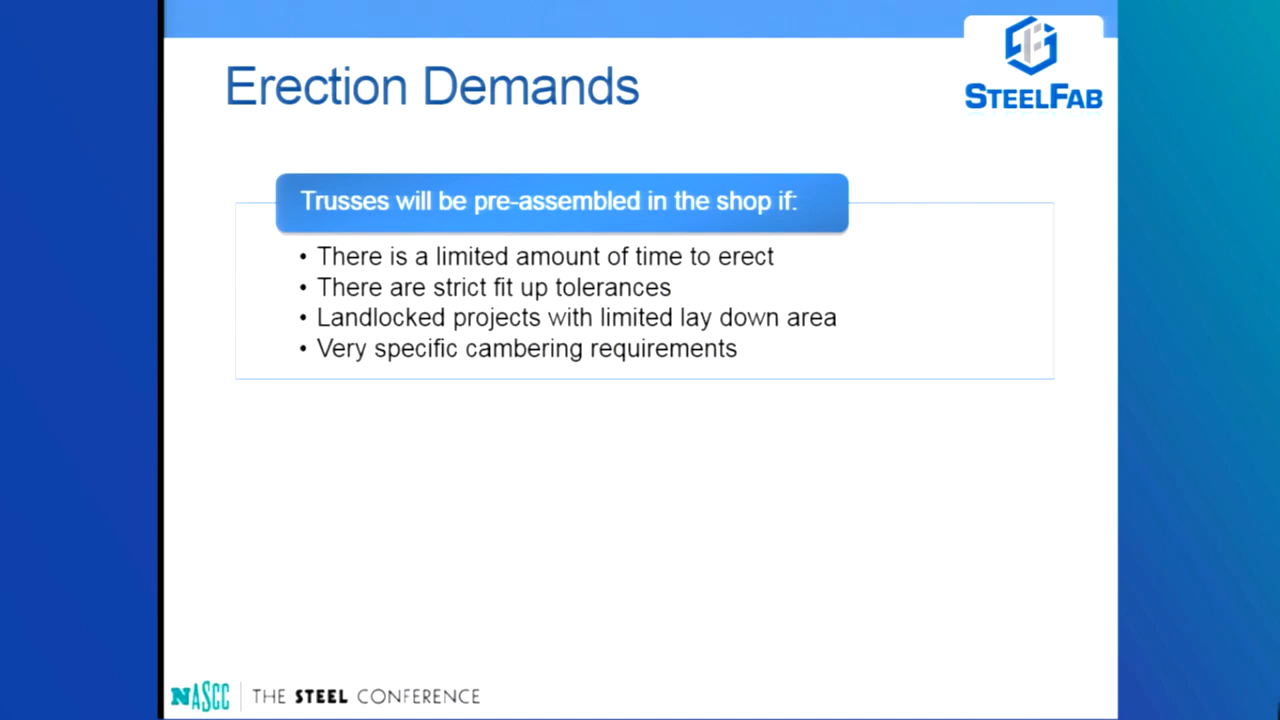 Erection Demands
STEELFAB
Trusses will be pre-assembled in the shop if:
• There is a limited amount of time to erect
• There are strict fit up tolerances
• Landlocked projects with limited lay down area
• Very specific cambering requirements
NASCC THE STEEL CONFERENCE